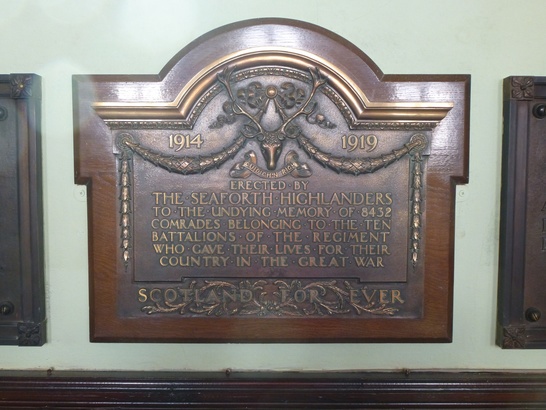 1914 1919
ERECTED BY
THE SEAFORTH HIGHLANDERS
TO THE UNDYING MEMORY OF 8432
COMRADES BELONGING TO THE TEN
BATTALIONS OF THE REGIMENT
WHO GAVE THEIR LIVES FOR THEIR
COUNTRY IN THE GREAT WAR
SCOTLAND FOR EVER